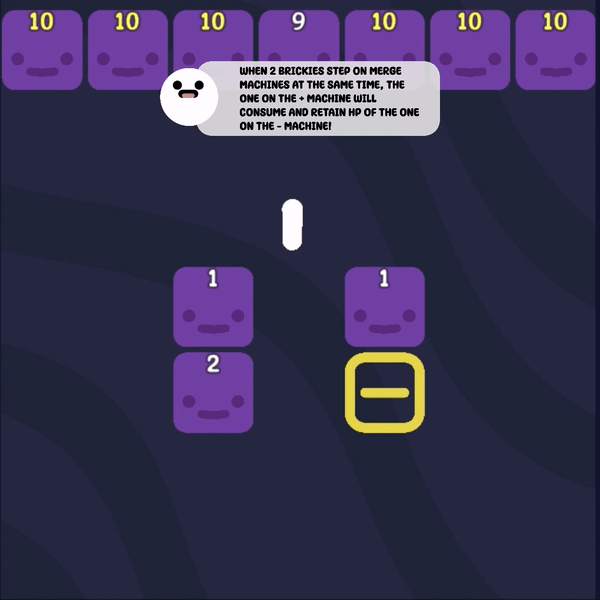 10 10 10 9 10 10 10
WHEN 2 BRICKIES STEP ON MERGE
MACHINES AT THE SAME TIME, THE
ONE ON THE + MACHINE WILL
CONSUME AND RETAIN HP OF THE ONE
ON THE - MACHINE!
1 1
2